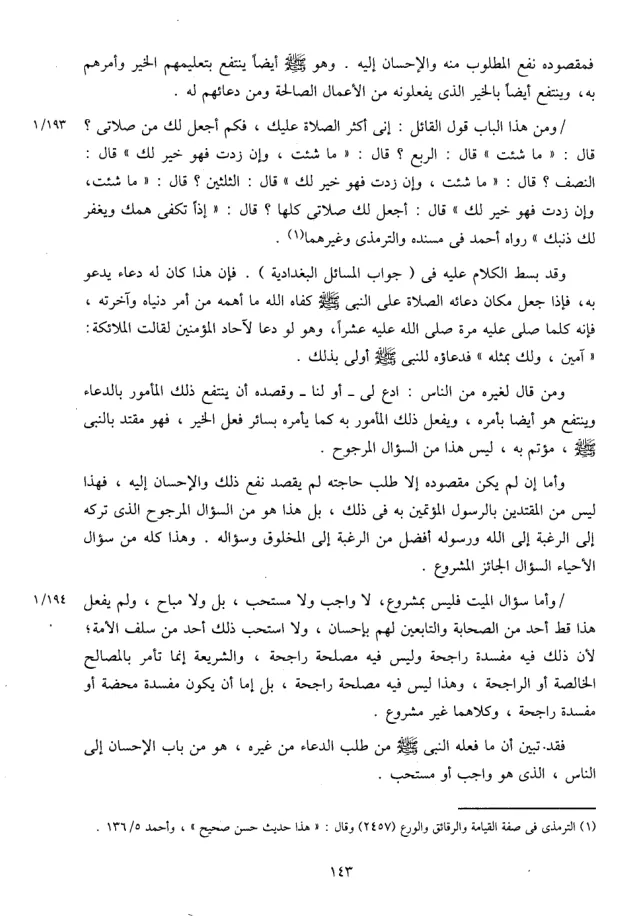 فمقصوده نفع المطلوب منه والإحسان إليه . وهو ﷺ أيضاً ينتفع بتعليمهم الخير وأمرهم
به، وينتفع أيضاً بالخير الذى يفعلونه من الأعمال الصالحة ومن دعائهم له .
١/١٩٣ / ومن هذا الباب قول القائل : إنى أكثر الصلاة عليك ، فكم أجعل لك من صلاتى ؟
قال : « ما شئت » قال : الربع ؟ قال : « ما شئت ، وإن زدت فهو خير لك » قال :
النصف ؟ قال : « ما شئت ، وإن زدت فهو خير لك » قال : الثلثين ؟ قال : « ما شئت،
وإن زدت فهو خير لك » قال : أجعل لك صلاتى كلها ؟ قال : « إذاً تكفى همك ويغفر
لك ذنبك » رواه أحمد فى مسنده والترمذى وغيرهما(١) .
وقد بسط الكلام عليه فى ( جواب المسائل البغدادية ) . فإن هذا كان له دعاء يدعو
به، فإذا جعل مكان دعائه الصلاة على النبى ﷺ كفاه الله ما أهمه من أمر دنياه وآخرته ،
فإنه كلما صلى عليه مرة صلى الله عليه عشراً، وهو لو دعا لآحاد المؤمنين لقالت الملائكة:
« آمين ، ولك بمثله » فدعاؤه للنبى ﷺ أولى بذلك .
ومن قال لغيره من الناس : ادع لى ـ أو لنا ـ وقصده أن ينتفع ذلك المأمور بالدعاء
وينتفع هو أيضا بأمره ، ويفعل ذلك المأمور به كما يأمره بسائر فعل الخير ، فهو مقتد بالنبى
ﷺ ، مؤتم به ، ليس هذا من السؤال المرجوح .
وأما إن لم يكن مقصوده إلا طلب حاجته لم يقصد نفع ذلك والإحسان إليه ، فهذا
ليس من المقتدين بالرسول المؤتمين به فى ذلك ، بل هذا هو من السؤال المرجوح الذى تركه
إلى الرغبة إلى الله ورسوله أفضل من الرغبة إلى المخلوق وسؤاله . وهذا كله من سؤال
الأحياء السؤال الجائز المشروع .
١/١٩٤ / وأما سؤال الميت فليس بمشروع، لا واجب ولا مستحب ، بل ولا مباح ، ولم يفعل
هذا قط أحد من الصحابة والتابعين لهم بإحسان ، ولا استحب ذلك أحد من سلف الأمة؛
لأن ذلك فيه مفسدة راجحة وليس فيه مصلحة راجحة ، والشريعة إنما تأمر بالمصالح
الخالصة أو الراجحة ، وهذا ليس فيه مصلحة راجحة ، بل إما أن يكون مفسدة محضة أو
مفسدة راجحة ، وكلاهما غير مشروع .
فقد تبين أن ما فعله النبى ﷺ من طلب الدعاء من غيره ، هو من باب الإحسان إلى
الناس ، الذى هو واجب أو مستحب .
(١) الترمذى فى صفة القيامة والرقائق والورع (٢٤٥٧) وقال : « هذا حديث حسن صحيح » ، وأحمد ٥/ ١٣٦ .
١٤٣